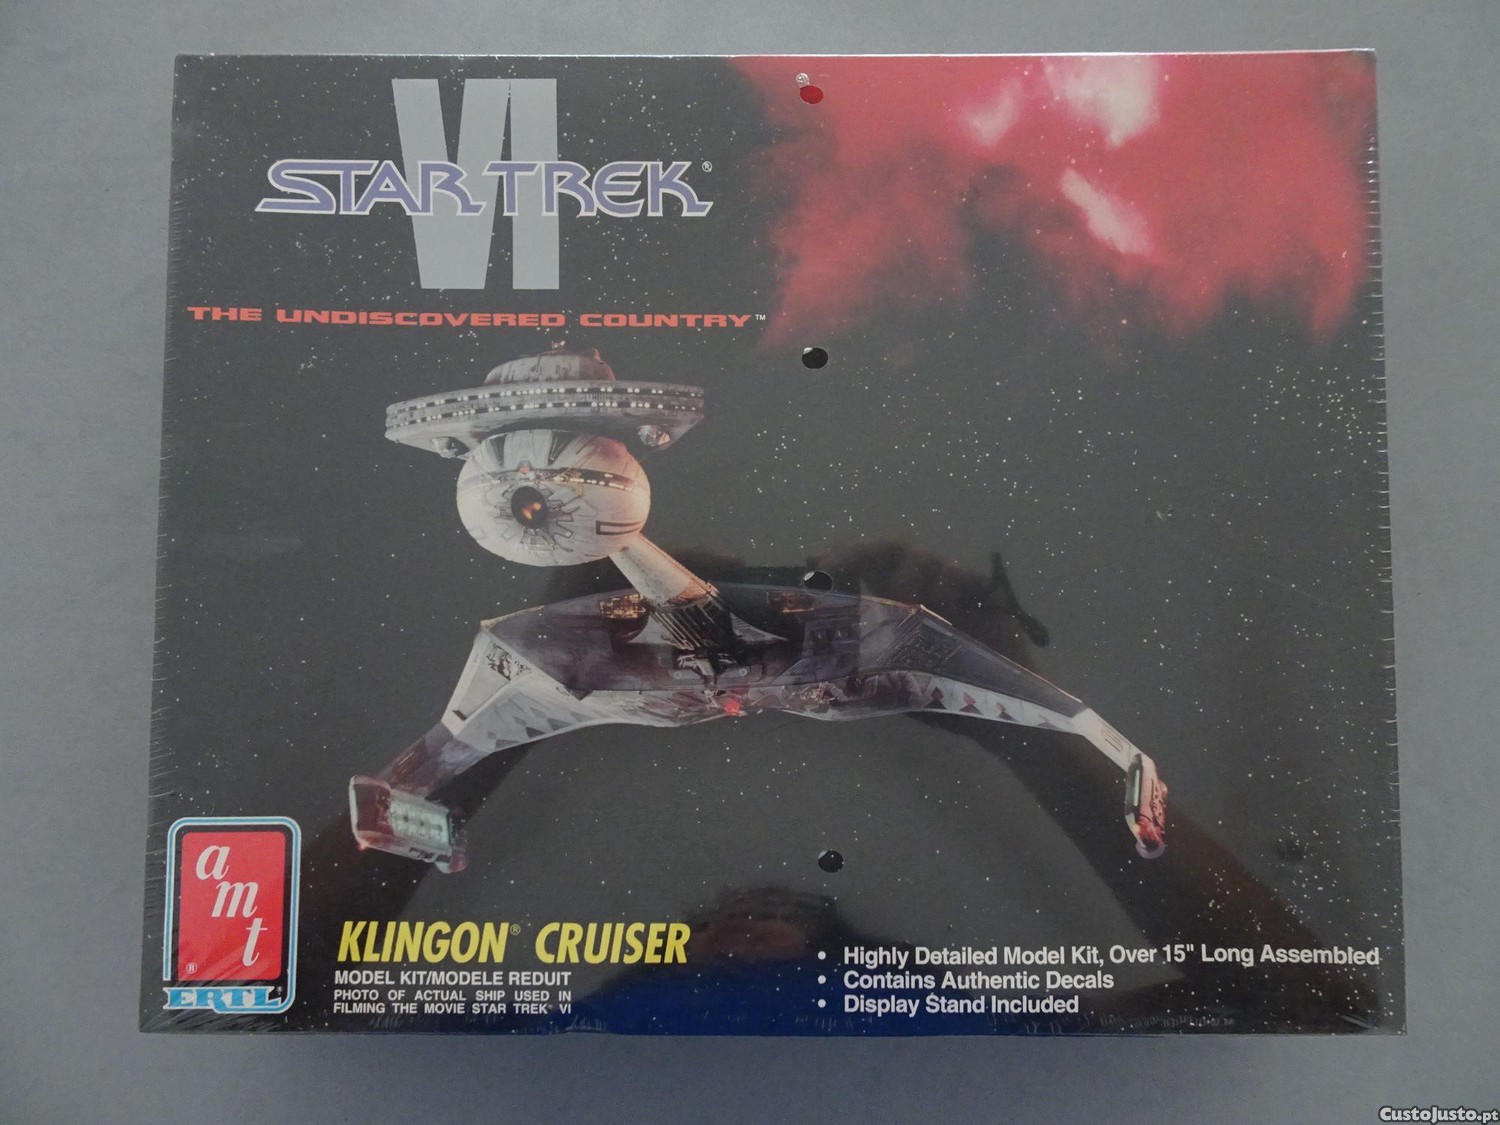 VI
STAR TREK®
THE UNDISCOVERED COUNTRY™
amt
®
ERTL®
KLINGON® CRUISER
MODEL KIT/MODELE REDUIT
PHOTO OF ACTUAL SHIP USED IN
FILMING THE MOVIE STAR TREK® VI
• Highly Detailed Model Kit, Over 15" Long Assembled
• Contains Authentic Decals
• Display Stand Included
CustoJusto.pt